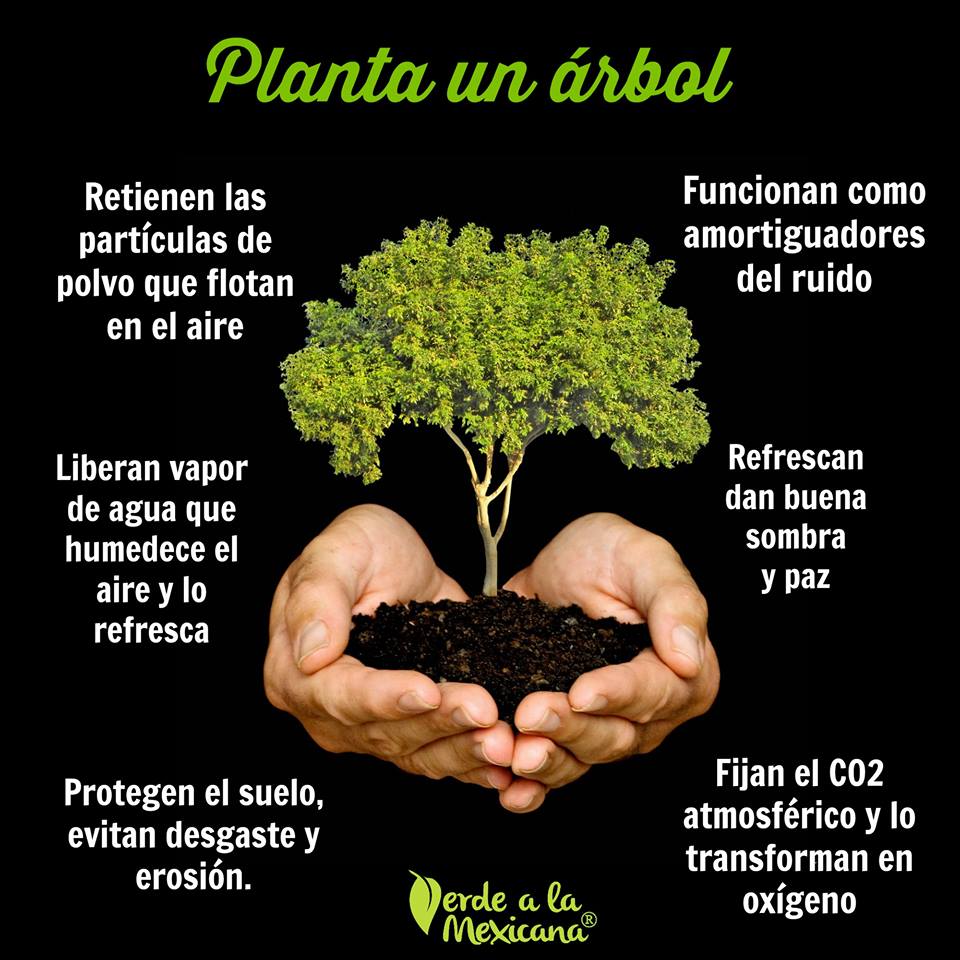 Planta un árbol
Retienen las
partículas de
polvo que flotan
en el aire
Funcionan como
amortiguadores
del ruido
Liberan vapor
de agua que
humedece el
aire y lo
refresca
Refrescan
dan buena
sombra
y paz
Protegen el suelo,
evitan desgaste y
erosión.
Fijan el CO2
atmosférico y lo
transforman en
oxígeno
Verde a la
Mexicana®